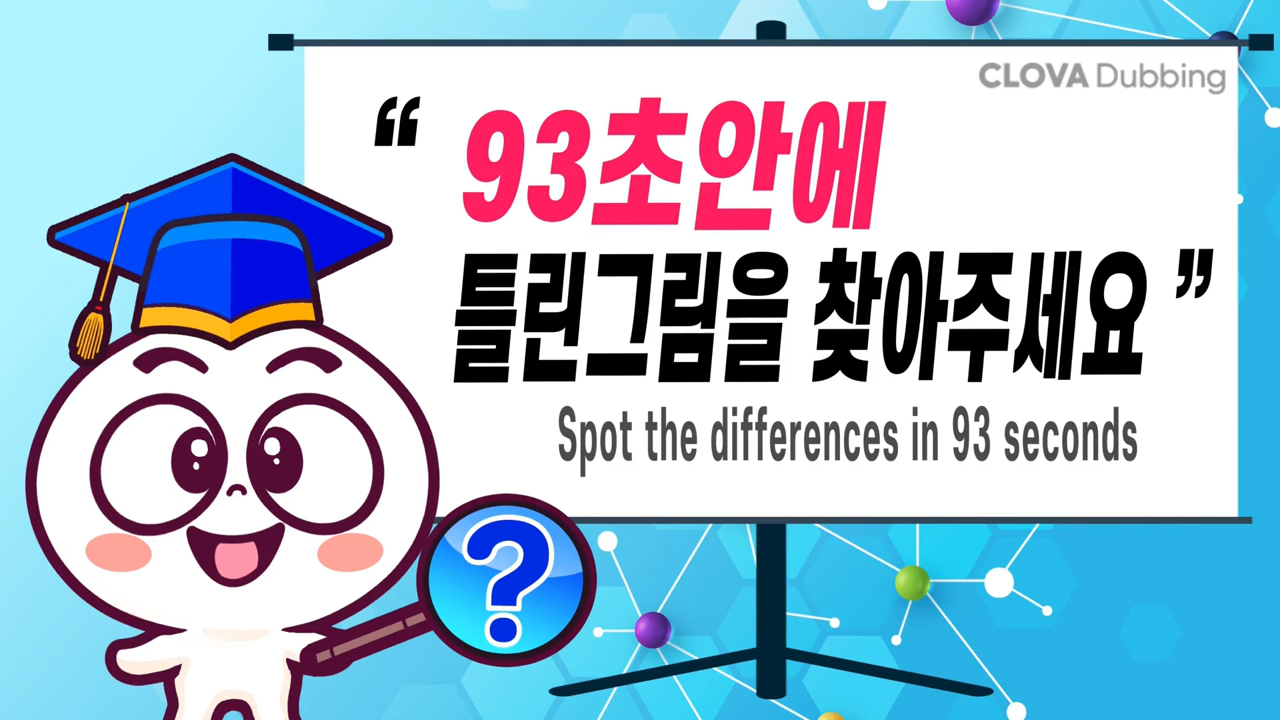 CLOVA Dubbing
“ 93초안에
틀린그림을 찾아주세요 ”
Spot the differences in 93 seconds
?